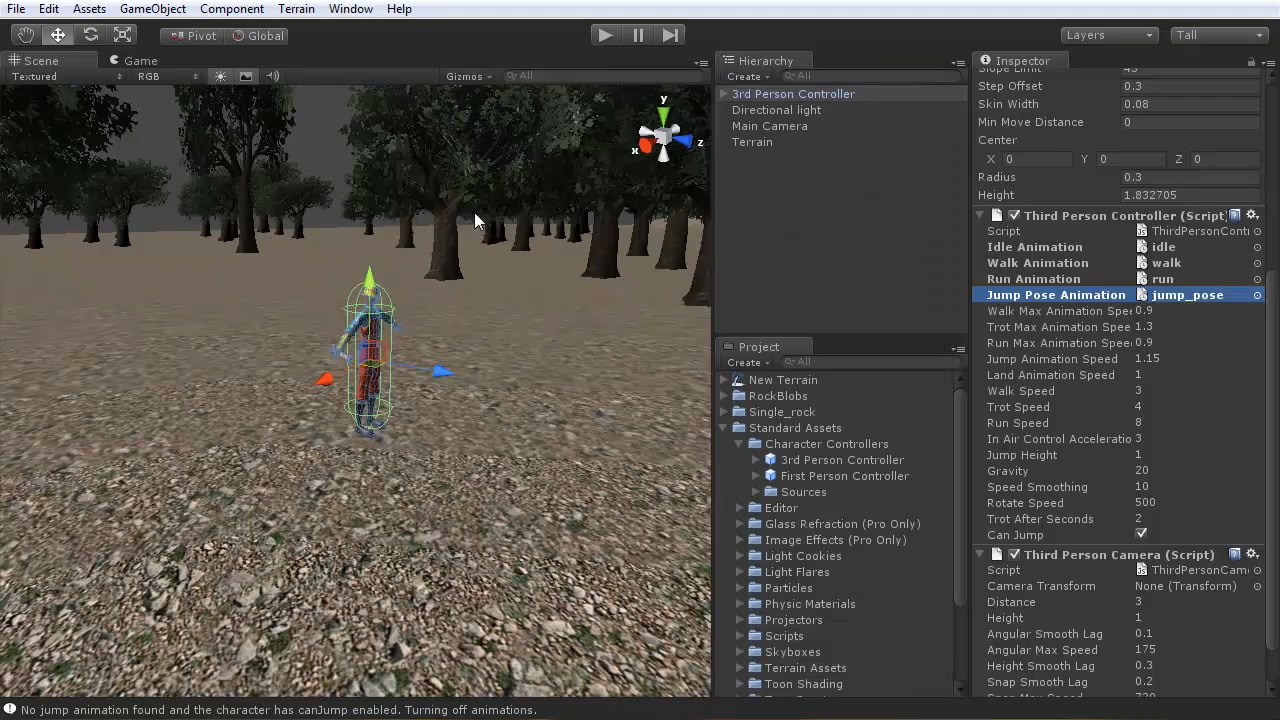 File Edit Assets GameObject Component Terrain Window Help
Pivot Global Layers Tall
Scene Game
Textured RGB Gizmos All
y
x
z
Hierarchy
Create All
3rd Person Controller
Directional light
Main Camera
Terrain
Project
Create All
New Terrain
RockBlobs
Single_rock
Standard Assets
Character Controllers
3rd Person Controller
First Person Controller
Sources
Editor
Glass Refraction (Pro Only)
Image Effects (Pro Only)
Light Cookies
Light Flares
Particles
Physic Materials
Projectors
Scripts
Skyboxes
Terrain Assets
Toon Shading
Inspector
Slope Limit 45
Step Offset 0.3
Skin Width 0.08
Min Move Distance 0
Center
X 0 Y 0 Z 0
Radius 0.3
Height 1.832705
Third Person Controller (Script)
Script ThirdPersonCont
Idle Animation idle
Walk Animation walk
Run Animation run
Jump Pose Animation jump_pose
Walk Max Animation Spee 0.9
Trot Max Animation Spee 1.3
Run Max Animation Spee 0.9
Jump Animation Speed 1.15
Land Animation Speed 1
Walk Speed 3
Trot Speed 4
Run Speed 8
In Air Control Acceleratio 3
Jump Height 1
Gravity 20
Speed Smoothing 10
Rotate Speed 500
Trot After Seconds 2
Can Jump
Third Person Camera (Script)
Script ThirdPersonCam
Camera Transform None (Transform)
Distance 3
Height 1
Angular Smooth Lag 0.1
Angular Max Speed 175
Height Smooth Lag 0.3
Snap Smooth Lag 0.2
Snap Max Speed 720
No jump animation found and the character has canJump enabled. Turning off animations.